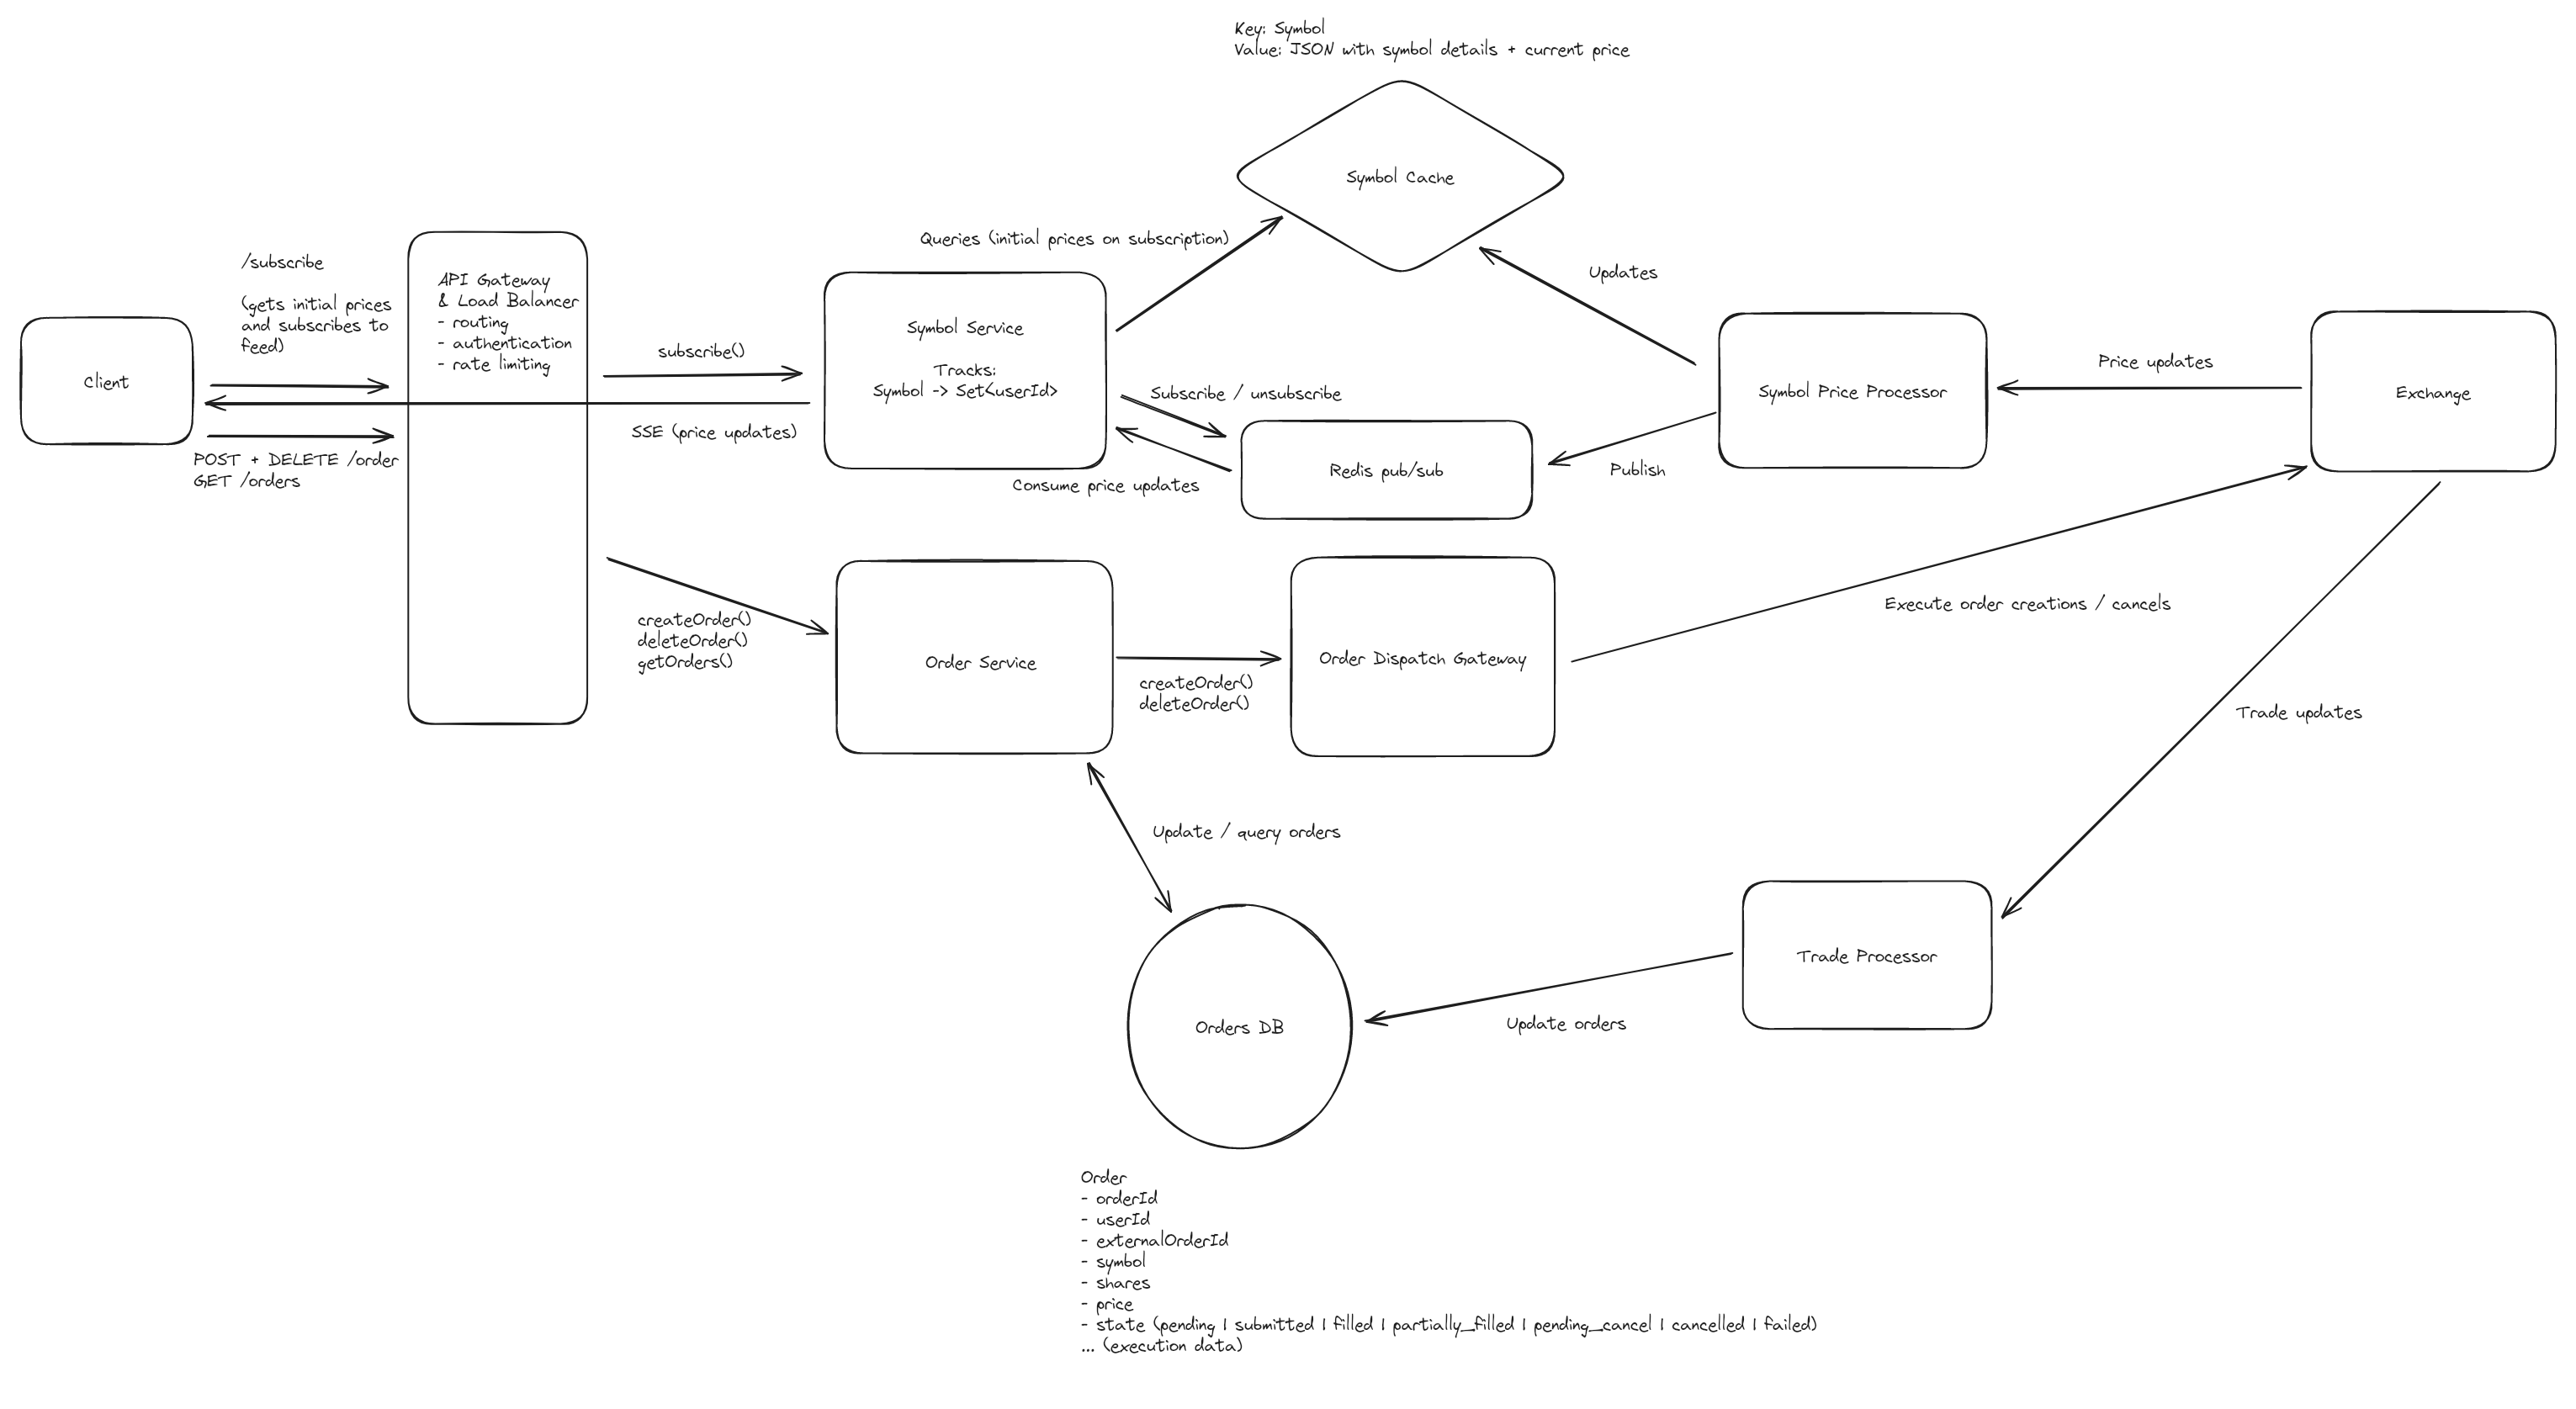 Key: Symbol
Value: JSON with symbol details + current price
Symbol Cache
Queries (initial prices on subscription)
Updates
/subscribe
(gets initial prices
and subscribes to
feed)
API Gateway
& Load Balancer
- routing
- authentication
- rate limiting
Client
subscribe()
SSE (price updates)
POST + DELETE /order
GET /orders
Symbol Service
Tracks:
Symbol -> Set<userId>
Subscribe / unsubscribe
Consume price updates
Redis pub/sub
Publish
Symbol Price Processor
Price updates
Exchange
createOrder()
deleteOrder()
getOrders()
Order Service
createOrder()
deleteOrder()
Order Dispatch Gateway
Execute order creations / cancels
Trade updates
Update / query orders
Trade Processor
Update orders
Orders DB
Order
- orderId
- userId
- externalOrderId
- symbol
- shares
- price
- state (pending | submitted | filled | partially_filled | pending_cancel | cancelled | failed)
... (execution data)